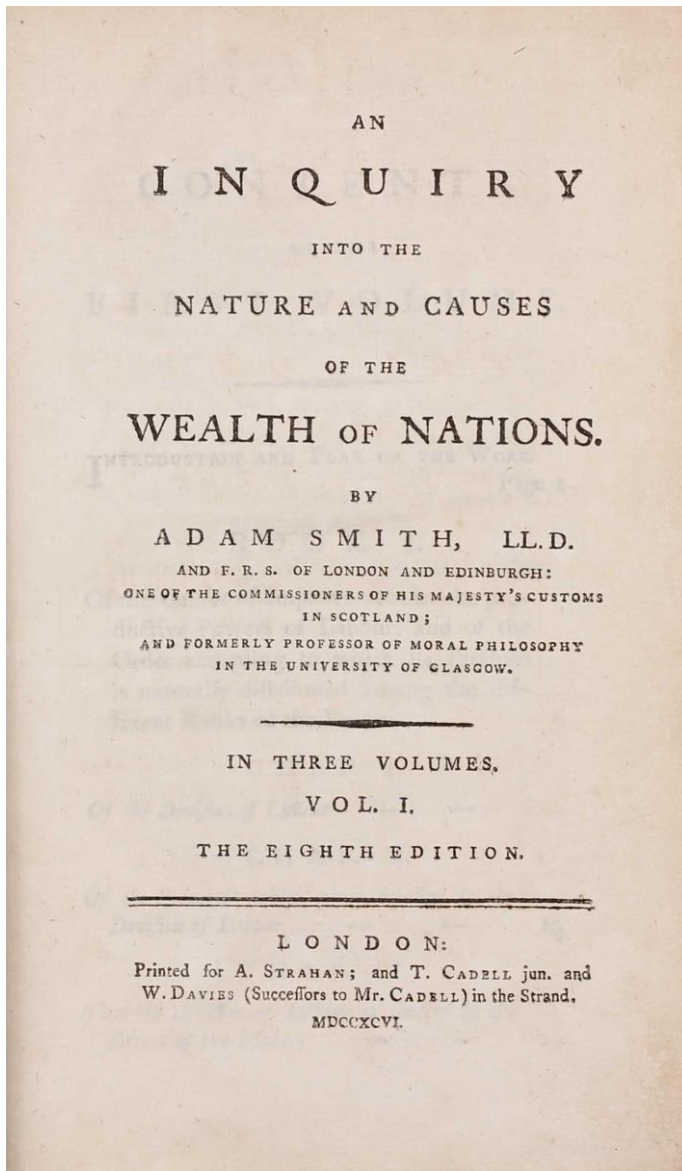 AN
INQUIRY
INTO THE
NATURE AND CAUSES
OF THE
WEALTH OF NATIONS.
BY
ADAM SMITH, LL.D.
AND F. R. S. OF LONDON AND EDINBURGH:
ONE OF THE COMMISSIONERS OF HIS MAJESTY'S CUSTOMS
IN SCOTLAND;
AND FORMERLY PROFESSOR OF MORAL PHILOSOPHY
IN THE UNIVERSITY OF GLASGOW.
IN THREE VOLUMES.
VOL. I.
THE EIGHTH EDITION.
LONDON:
Printed for A. STRAHAN; and T. CADELL jun. and
W. DAVIES (Succeſſors to Mr. CADELL) in the Strand.
MDCCXCVI.